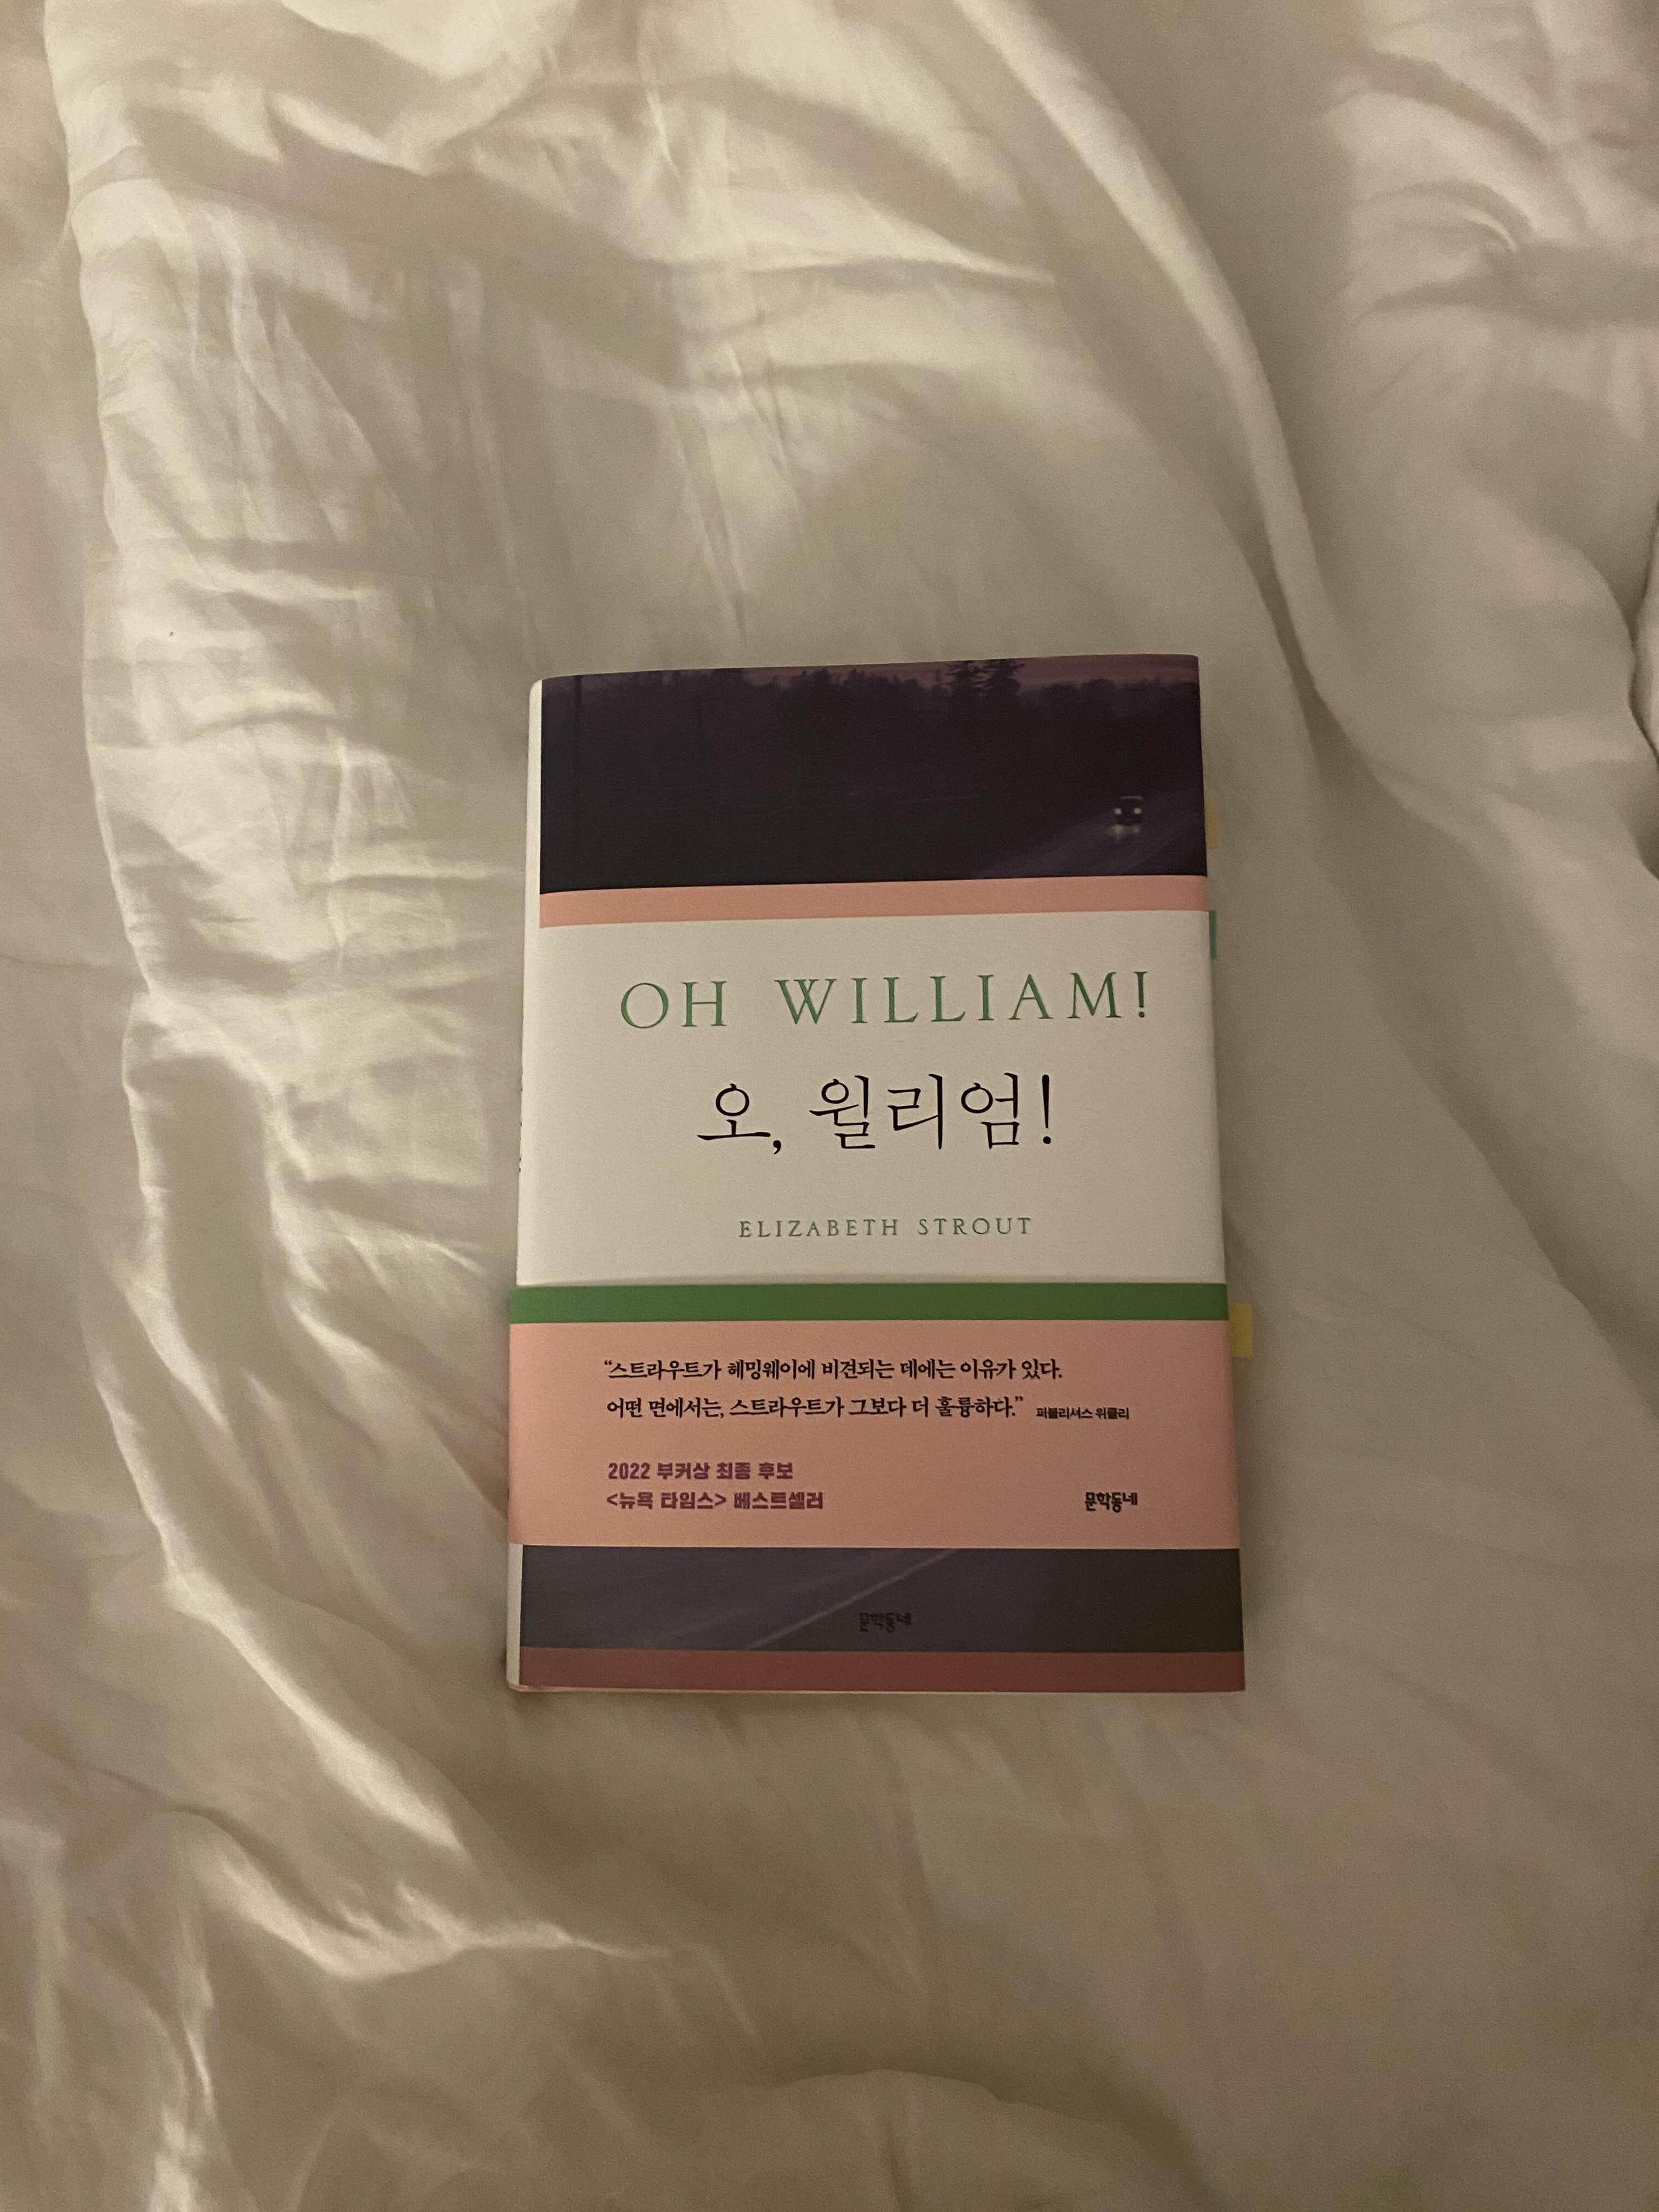 OH WILLIAM!
오, 윌리엄!
ELIZABETH STROUT
“스트라우트가 헤밍웨이에 비견되는 데에는 이유가 있다.
어떤 면에서는, 스트라우트가 그보다 더 훌륭하다.” 퍼블리셔스 위클리
2022 부커상 최종 후보
<뉴욕 타임스> 베스트셀러
문학동네
문학동네